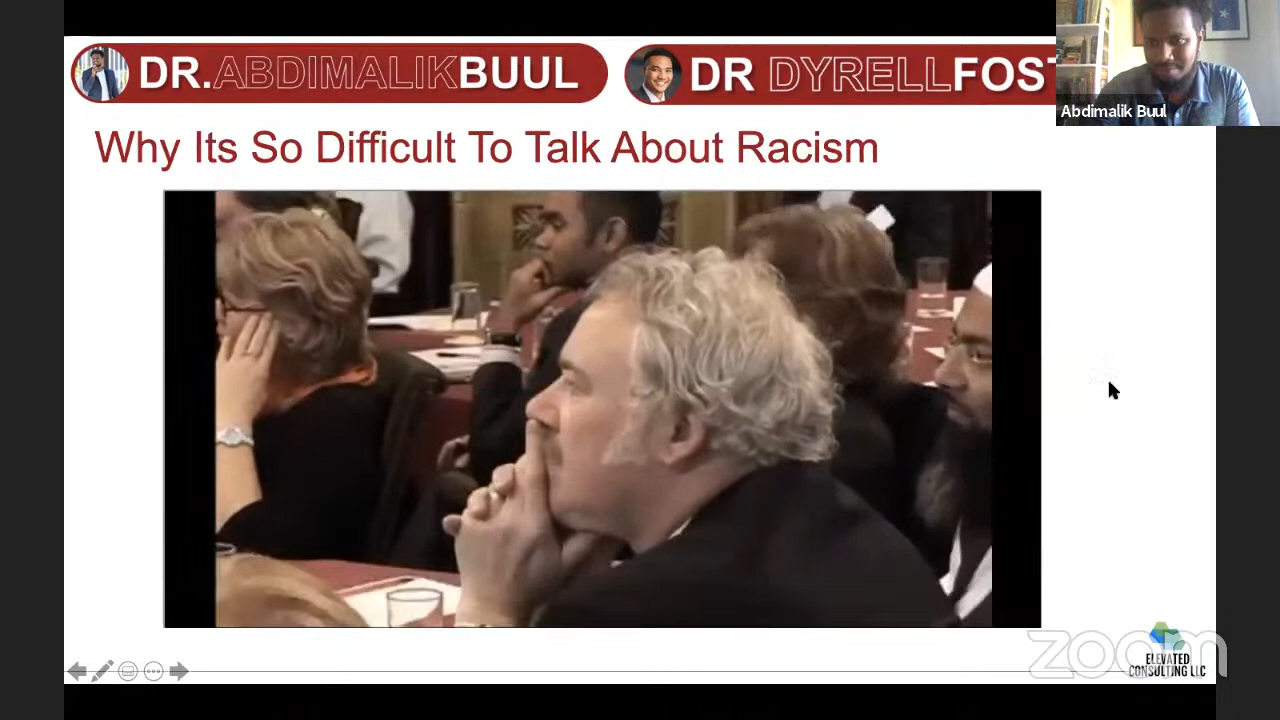 DR.ABDIMALIKBUUL
DR DYRELLFOST
Abdimalik Buul
Why Its So Difficult To Talk About Racism
zoom
ELEVATED
CONSULTING LLC